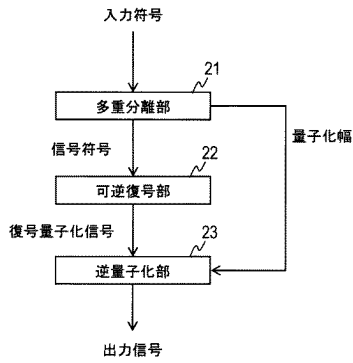 入力符号
21
多重分離部
量子化幅
信号符号
22
可逆復号部
復号量子化信号
23
逆量子化部
出力信号